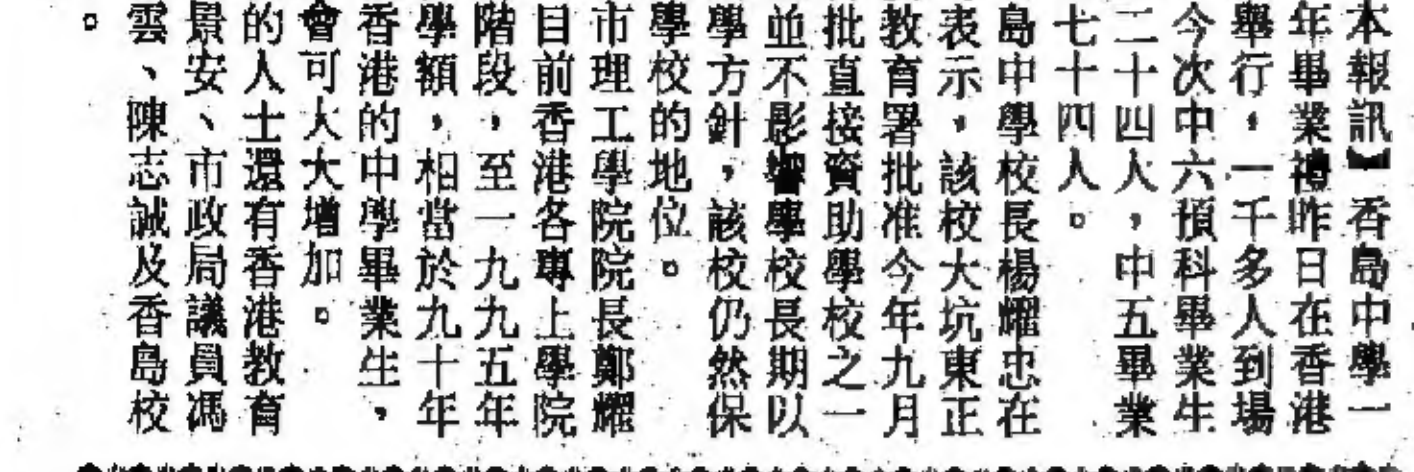 本報訊】香島中學一
年畢業禮昨日在香港
舉行，一千多人到場
今次中六預科畢業生
二十四人，中五畢業
七十四人。
島中學校長楊耀忠在
表示，該校大坑東正
教育署批准今年九月
批直接資助學校之一
並不影響學校長期以
學方針，該校仍然保
學校的地位。
市理工學院院長鄭耀
目前香港各專上學院
階段，至一九九五年
學額，相當於九十年
香港的中學畢業生，
會可大大增加。
的人士還有香港教育
景安、市政局議員馮
雲、陳志誠及香島校
。